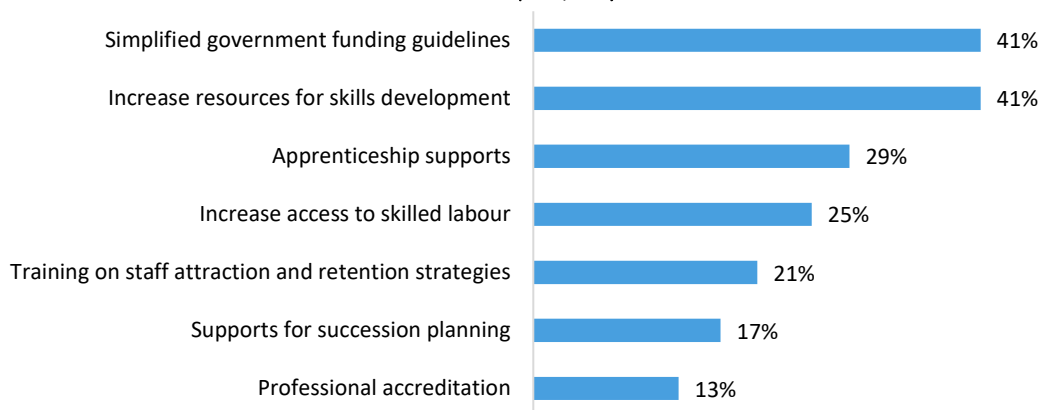 Simplified government funding guidelines 41%
Increase resources for skills development 41%
Apprenticeship supports 29%
Increase access to skilled labour 25%
Training on staff attraction and retention strategies 21%
Supports for succession planning 17%
Professional accreditation 13%